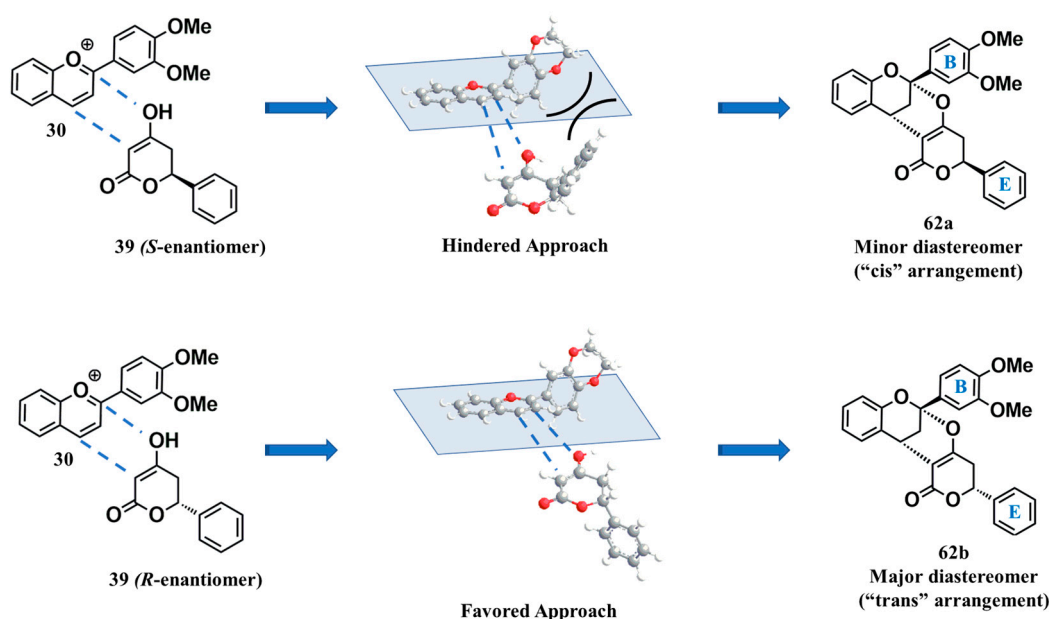 O
⊕
OMe
OMe
30
OH
O
O
39 (S-enantiomer)
Hindered Approach
B
OMe
OMe
O
O
O
O
E
62a
Minor diastereomer
(“cis” arrangement)
O
⊕
OMe
OMe
30
OH
O
O
39 (R-enantiomer)
Favored Approach
B
OMe
OMe
O
O
O
O
E
62b
Major diastereomer
(“trans” arrangement)